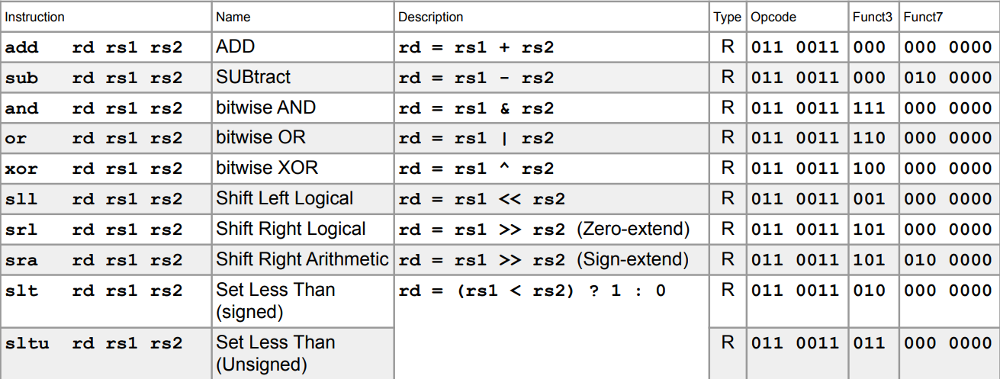 Instruction Name Description Type Opcode Funct3 Funct7
add rd rs1 rs2 ADD rd = rs1 + rs2 R 011 0011 000 000 0000
sub rd rs1 rs2 SUBtract rd = rs1 - rs2 R 011 0011 000 010 0000
and rd rs1 rs2 bitwise AND rd = rs1 & rs2 R 011 0011 111 000 0000
or rd rs1 rs2 bitwise OR rd = rs1 | rs2 R 011 0011 110 000 0000
xor rd rs1 rs2 bitwise XOR rd = rs1 ^ rs2 R 011 0011 100 000 0000
sll rd rs1 rs2 Shift Left Logical rd = rs1 << rs2 R 011 0011 001 000 0000
srl rd rs1 rs2 Shift Right Logical rd = rs1 >> rs2 (Zero-extend) R 011 0011 101 000 0000
sra rd rs1 rs2 Shift Right Arithmetic rd = rs1 >> rs2 (Sign-extend) R 011 0011 101 010 0000
slt rd rs1 rs2 Set Less Than rd = (rs1 < rs2) ? 1 : 0 R 011 0011 010 000 0000
(signed)
sltu rd rs1 rs2 Set Less Than R 011 0011 011 000 0000
(Unsigned)